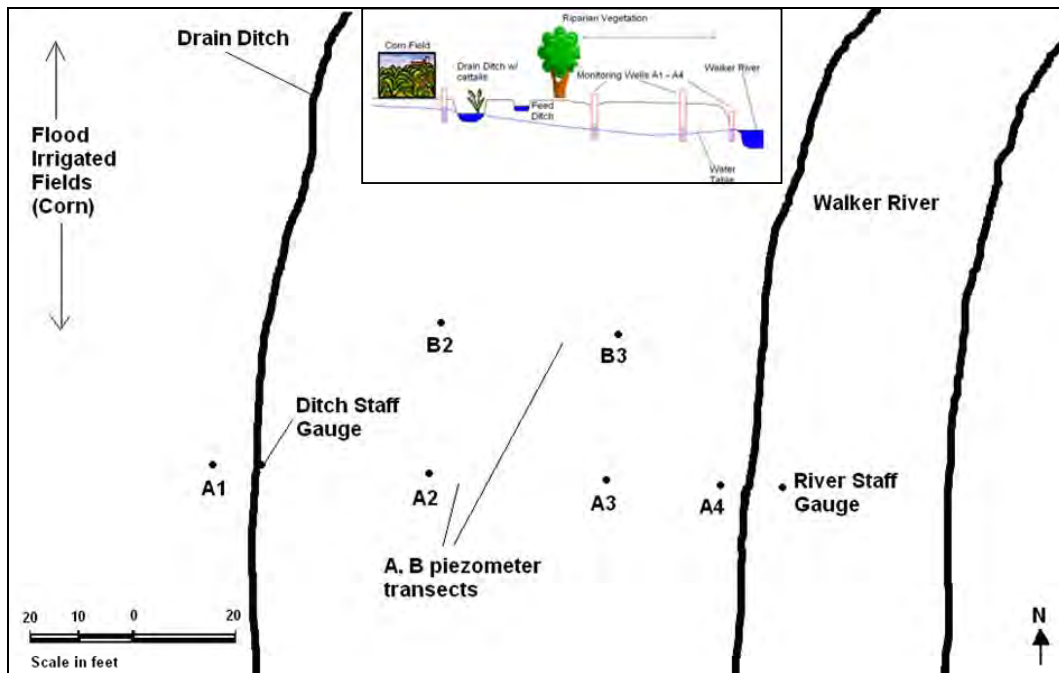 Drain Ditch
Flood
Irrigated
Fields
(Corn)
Riparian Vegetation
Corn Field
Drain Ditch w/
cattails
Monitoring Wells A1 - A4
Walker River
Feed
Ditch
Water
Table
Walker River
B2
B3
Ditch Staff
Gauge
A1
A2
A3
A4
River Staff
Gauge
A, B piezometer
transects
20 10 0 20
Scale in feet
N